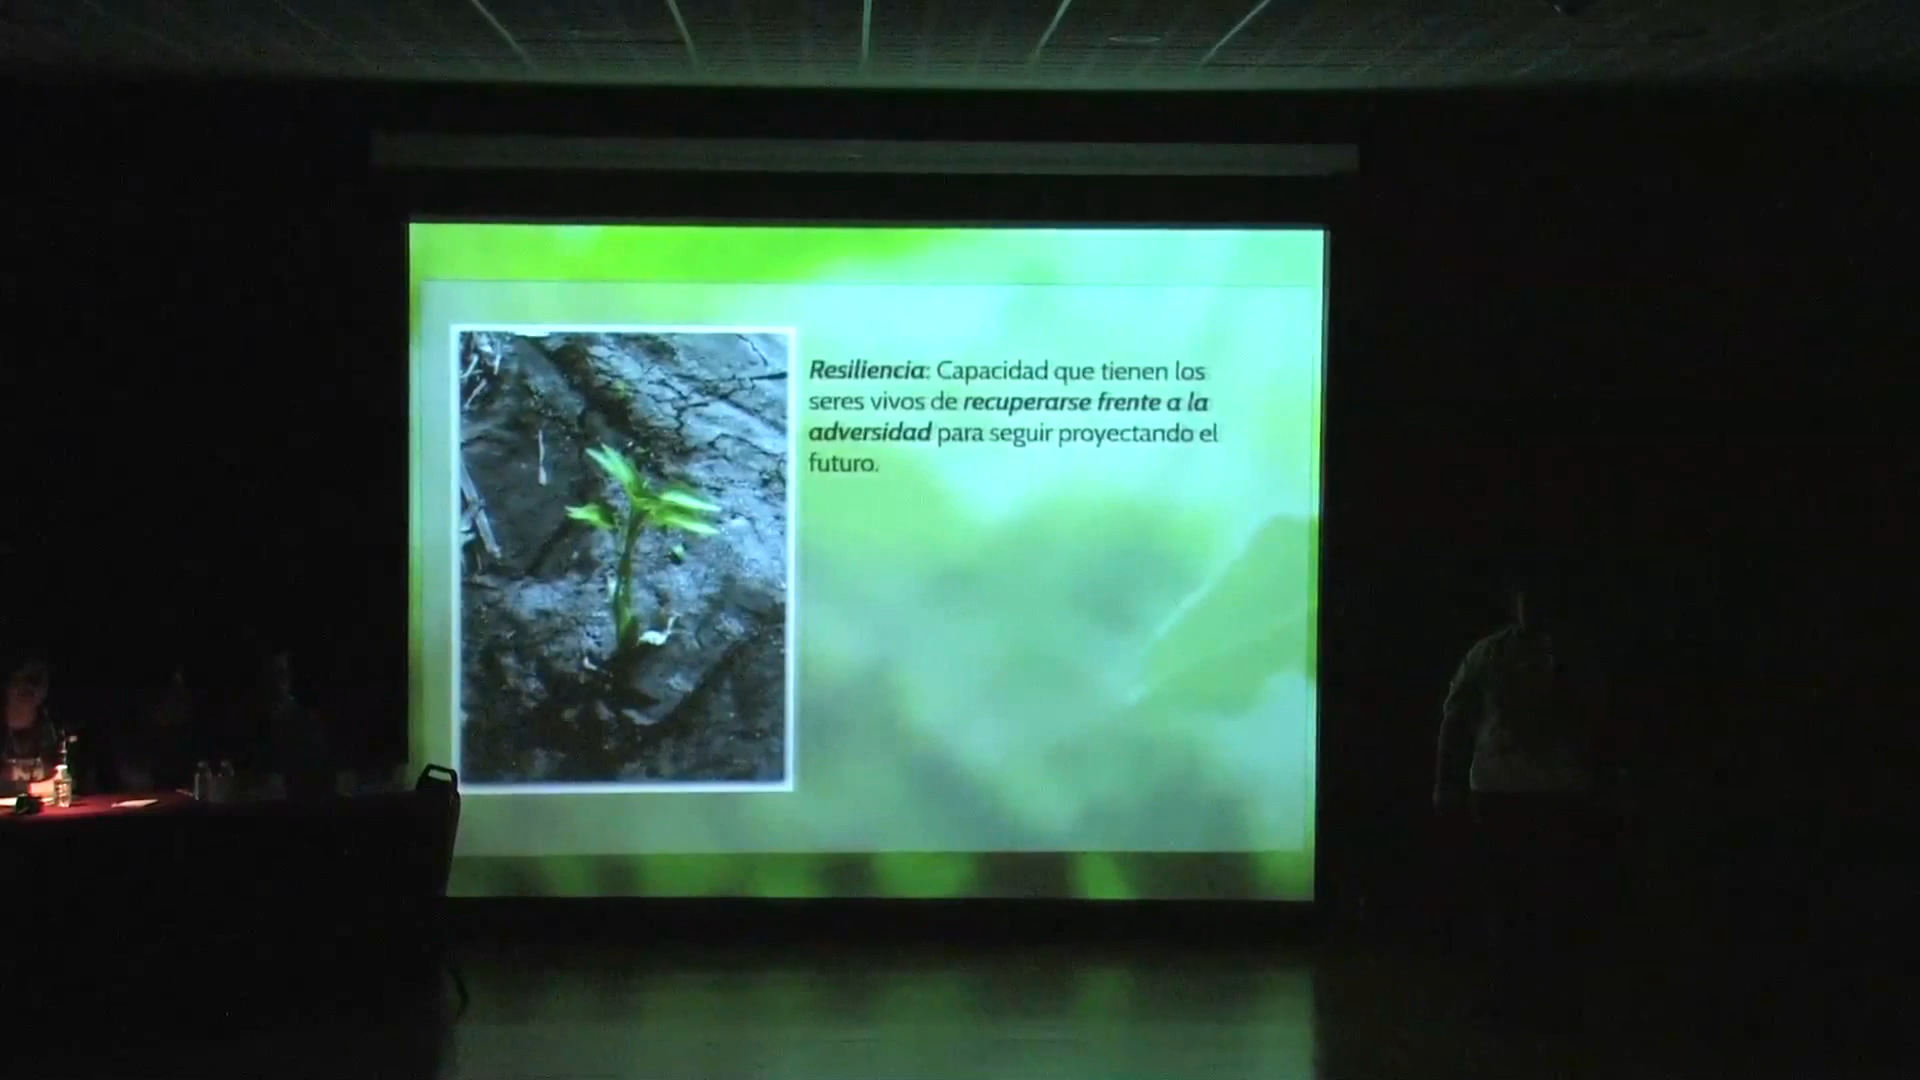 Resiliencia: Capacidad que tienen los
seres vivos de recuperarse frente a la
adversidad para seguir proyectando el
futuro.